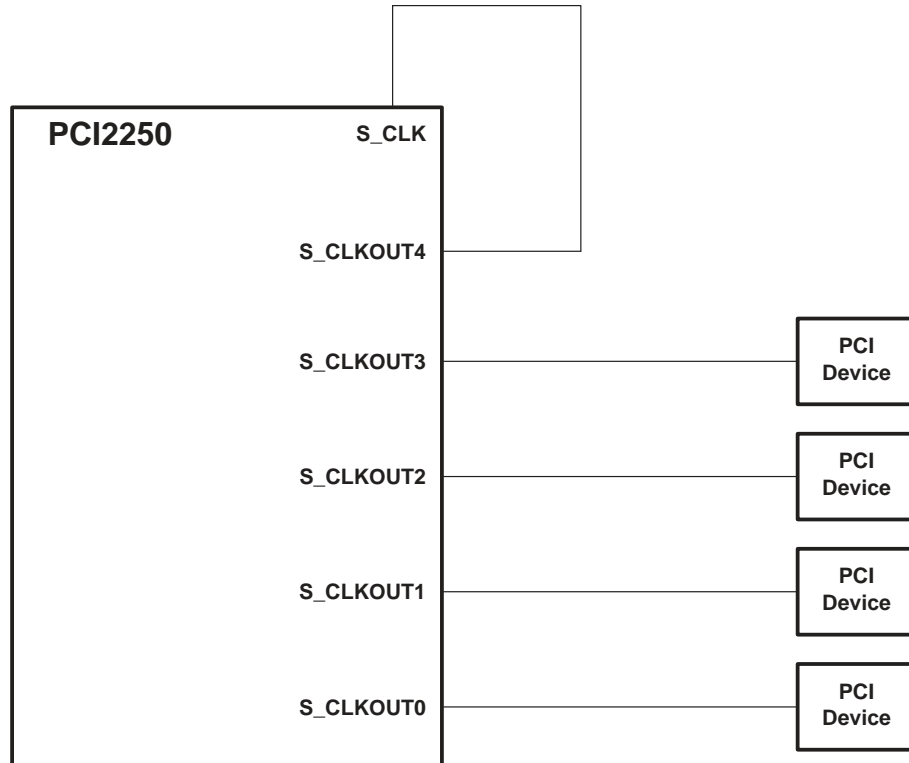 PCI2250
S_CLK
S_CLKOUT4
S_CLKOUT3
PCI
Device
S_CLKOUT2
PCI
Device
S_CLKOUT1
PCI
Device
S_CLKOUT0
PCI
Device